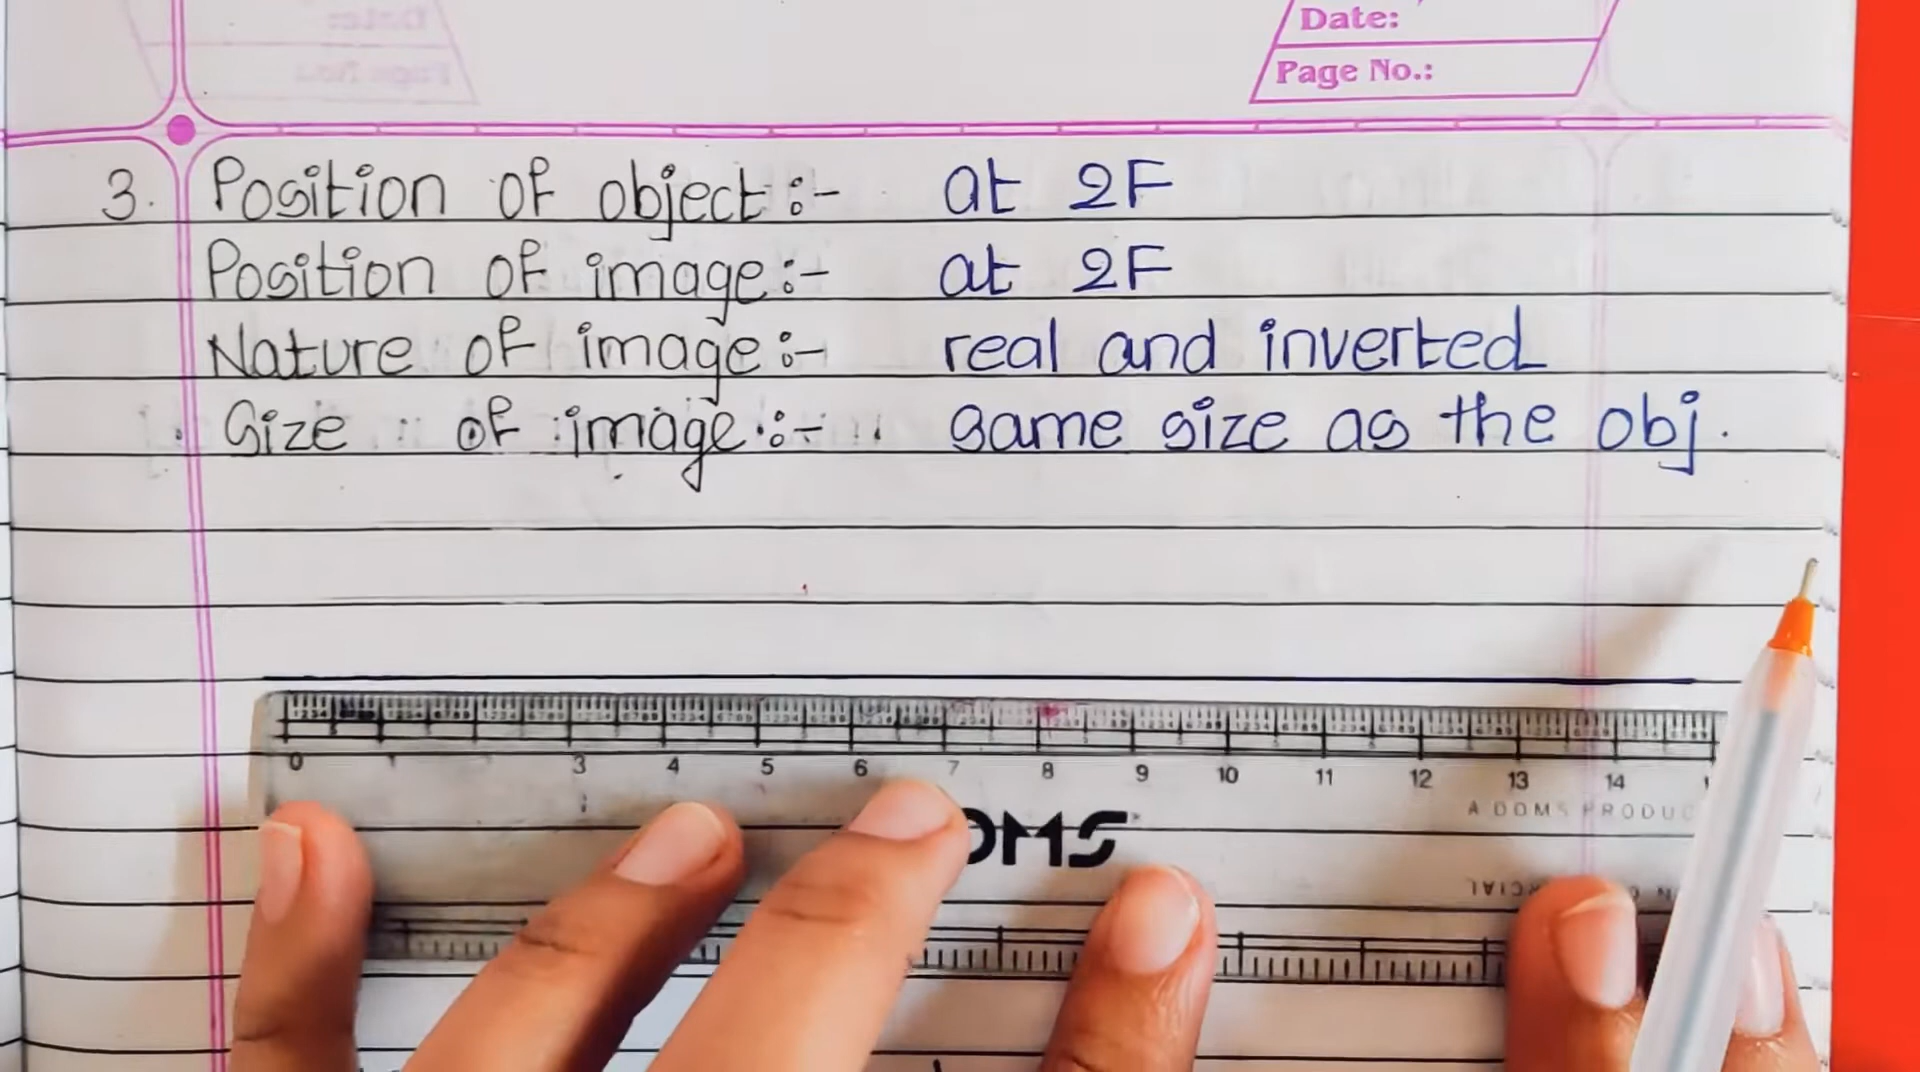 Date:
Page No.:
3. Position of object:- at 2F
Position of image:- at 2F
Nature of image:- real and inverted
Size of image:- same size as the obj.
0 1 3 4 5 6 7 8 9 10 11 12 13 14
A DOMS PRODUC
OMS